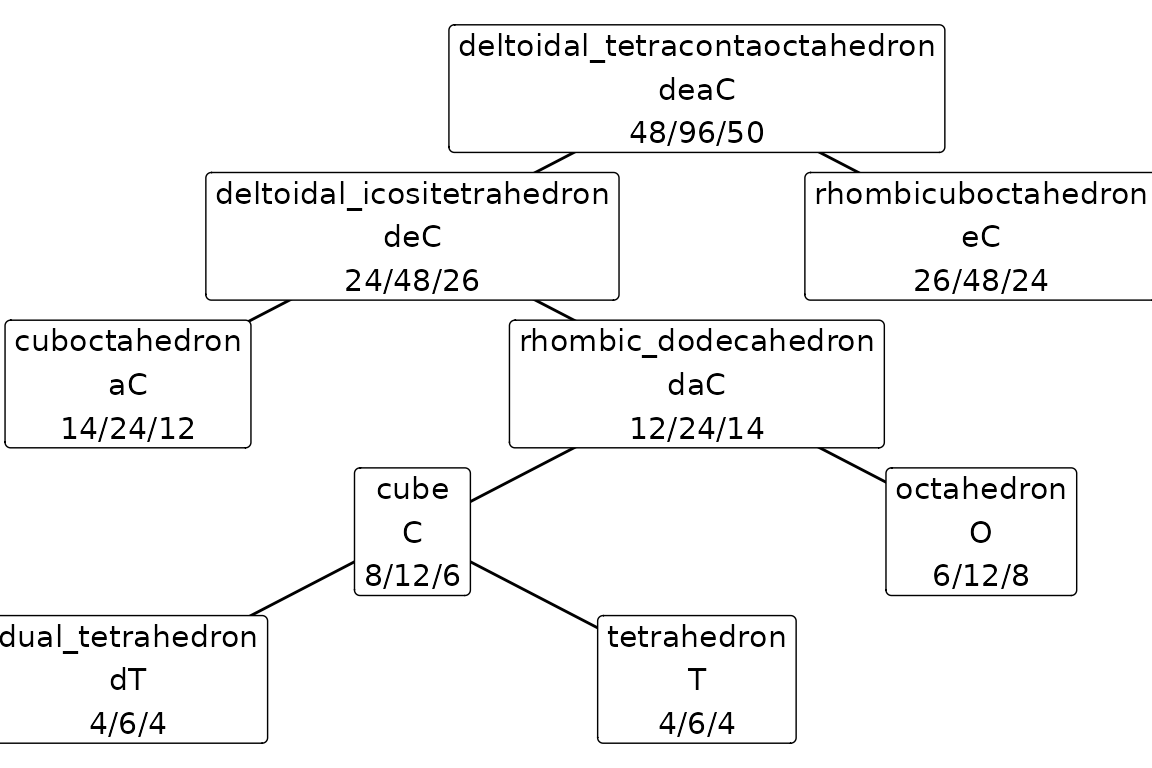 deltoidal_tetracontaoctahedron
deaC
48/96/50
deltoidal_icositetrahedron
deC
24/48/26
rhombicuboctahedron
eC
26/48/24
cuboctahedron
aC
14/24/12
rhombic_dodecahedron
daC
12/24/14
cube
C
8/12/6
octahedron
O
6/12/8
dual_tetrahedron
dT
4/6/4
tetrahedron
T
4/6/4